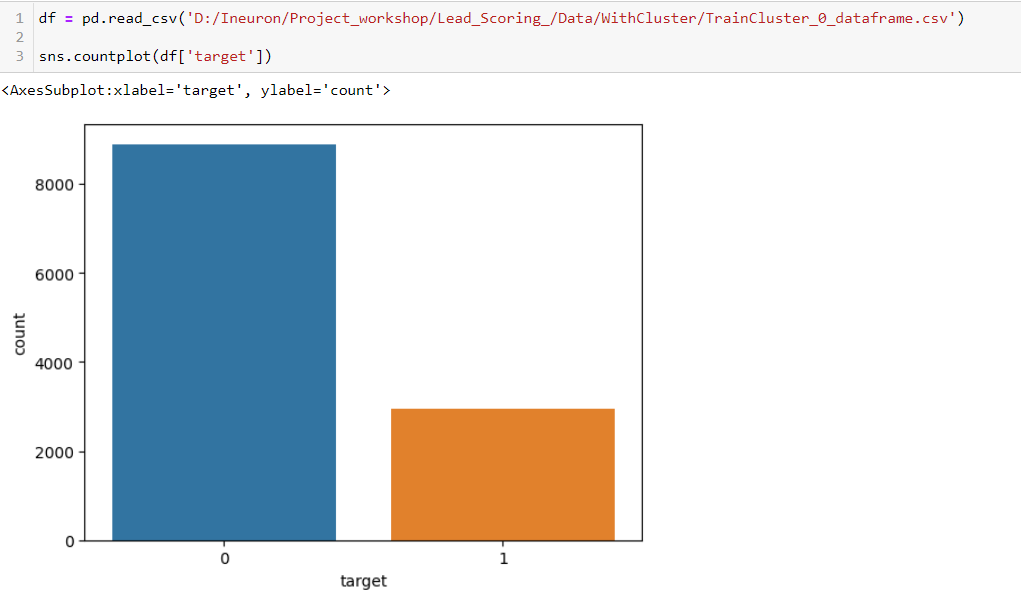 1 df = pd.read_csv('D:/Ineuron/Project_workshop/Lead_Scoring_/Data/WithCluster/TrainCluster_0_dataframe.csv')
2
3 sns.countplot(df['target'])
<AxesSubplot:xlabel='target', ylabel='count'>
8000
6000
count
4000
2000
0
0 1
target